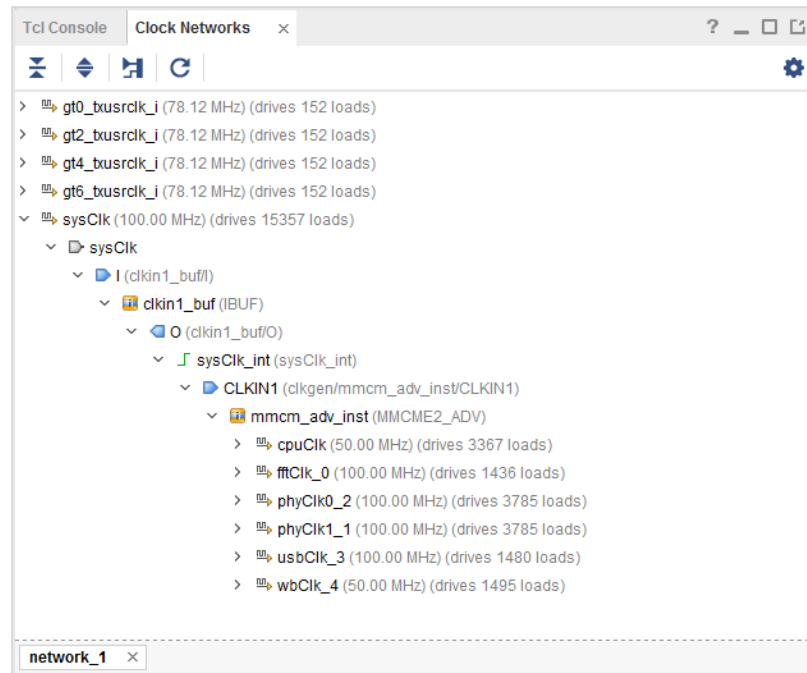 Tcl Console Clock Networks × ?
gt0_txusrclk_i (78.12 MHz) (drives 152 loads)
gt2_txusrclk_i (78.12 MHz) (drives 152 loads)
gt4_txusrclk_i (78.12 MHz) (drives 152 loads)
gt6_txusrclk_i (78.12 MHz) (drives 152 loads)
sysClk (100.00 MHz) (drives 15357 loads)
sysClk
I (clkin1_buf/I)
clkin1_buf (IBUF)
O (clkin1_buf/O)
sysClk_int (sysClk_int)
CLKIN1 (clkgen/mmcm_adv_inst/CLKIN1)
mmcm_adv_inst (MMCME2_ADV)
cpuClk (50.00 MHz) (drives 3367 loads)
fftClk_0 (100.00 MHz) (drives 1436 loads)
phyClk0_2 (100.00 MHz) (drives 3785 loads)
phyClk1_1 (100.00 MHz) (drives 3785 loads)
usbClk_3 (100.00 MHz) (drives 1480 loads)
wbClk_4 (50.00 MHz) (drives 1495 loads)
network_1 ×